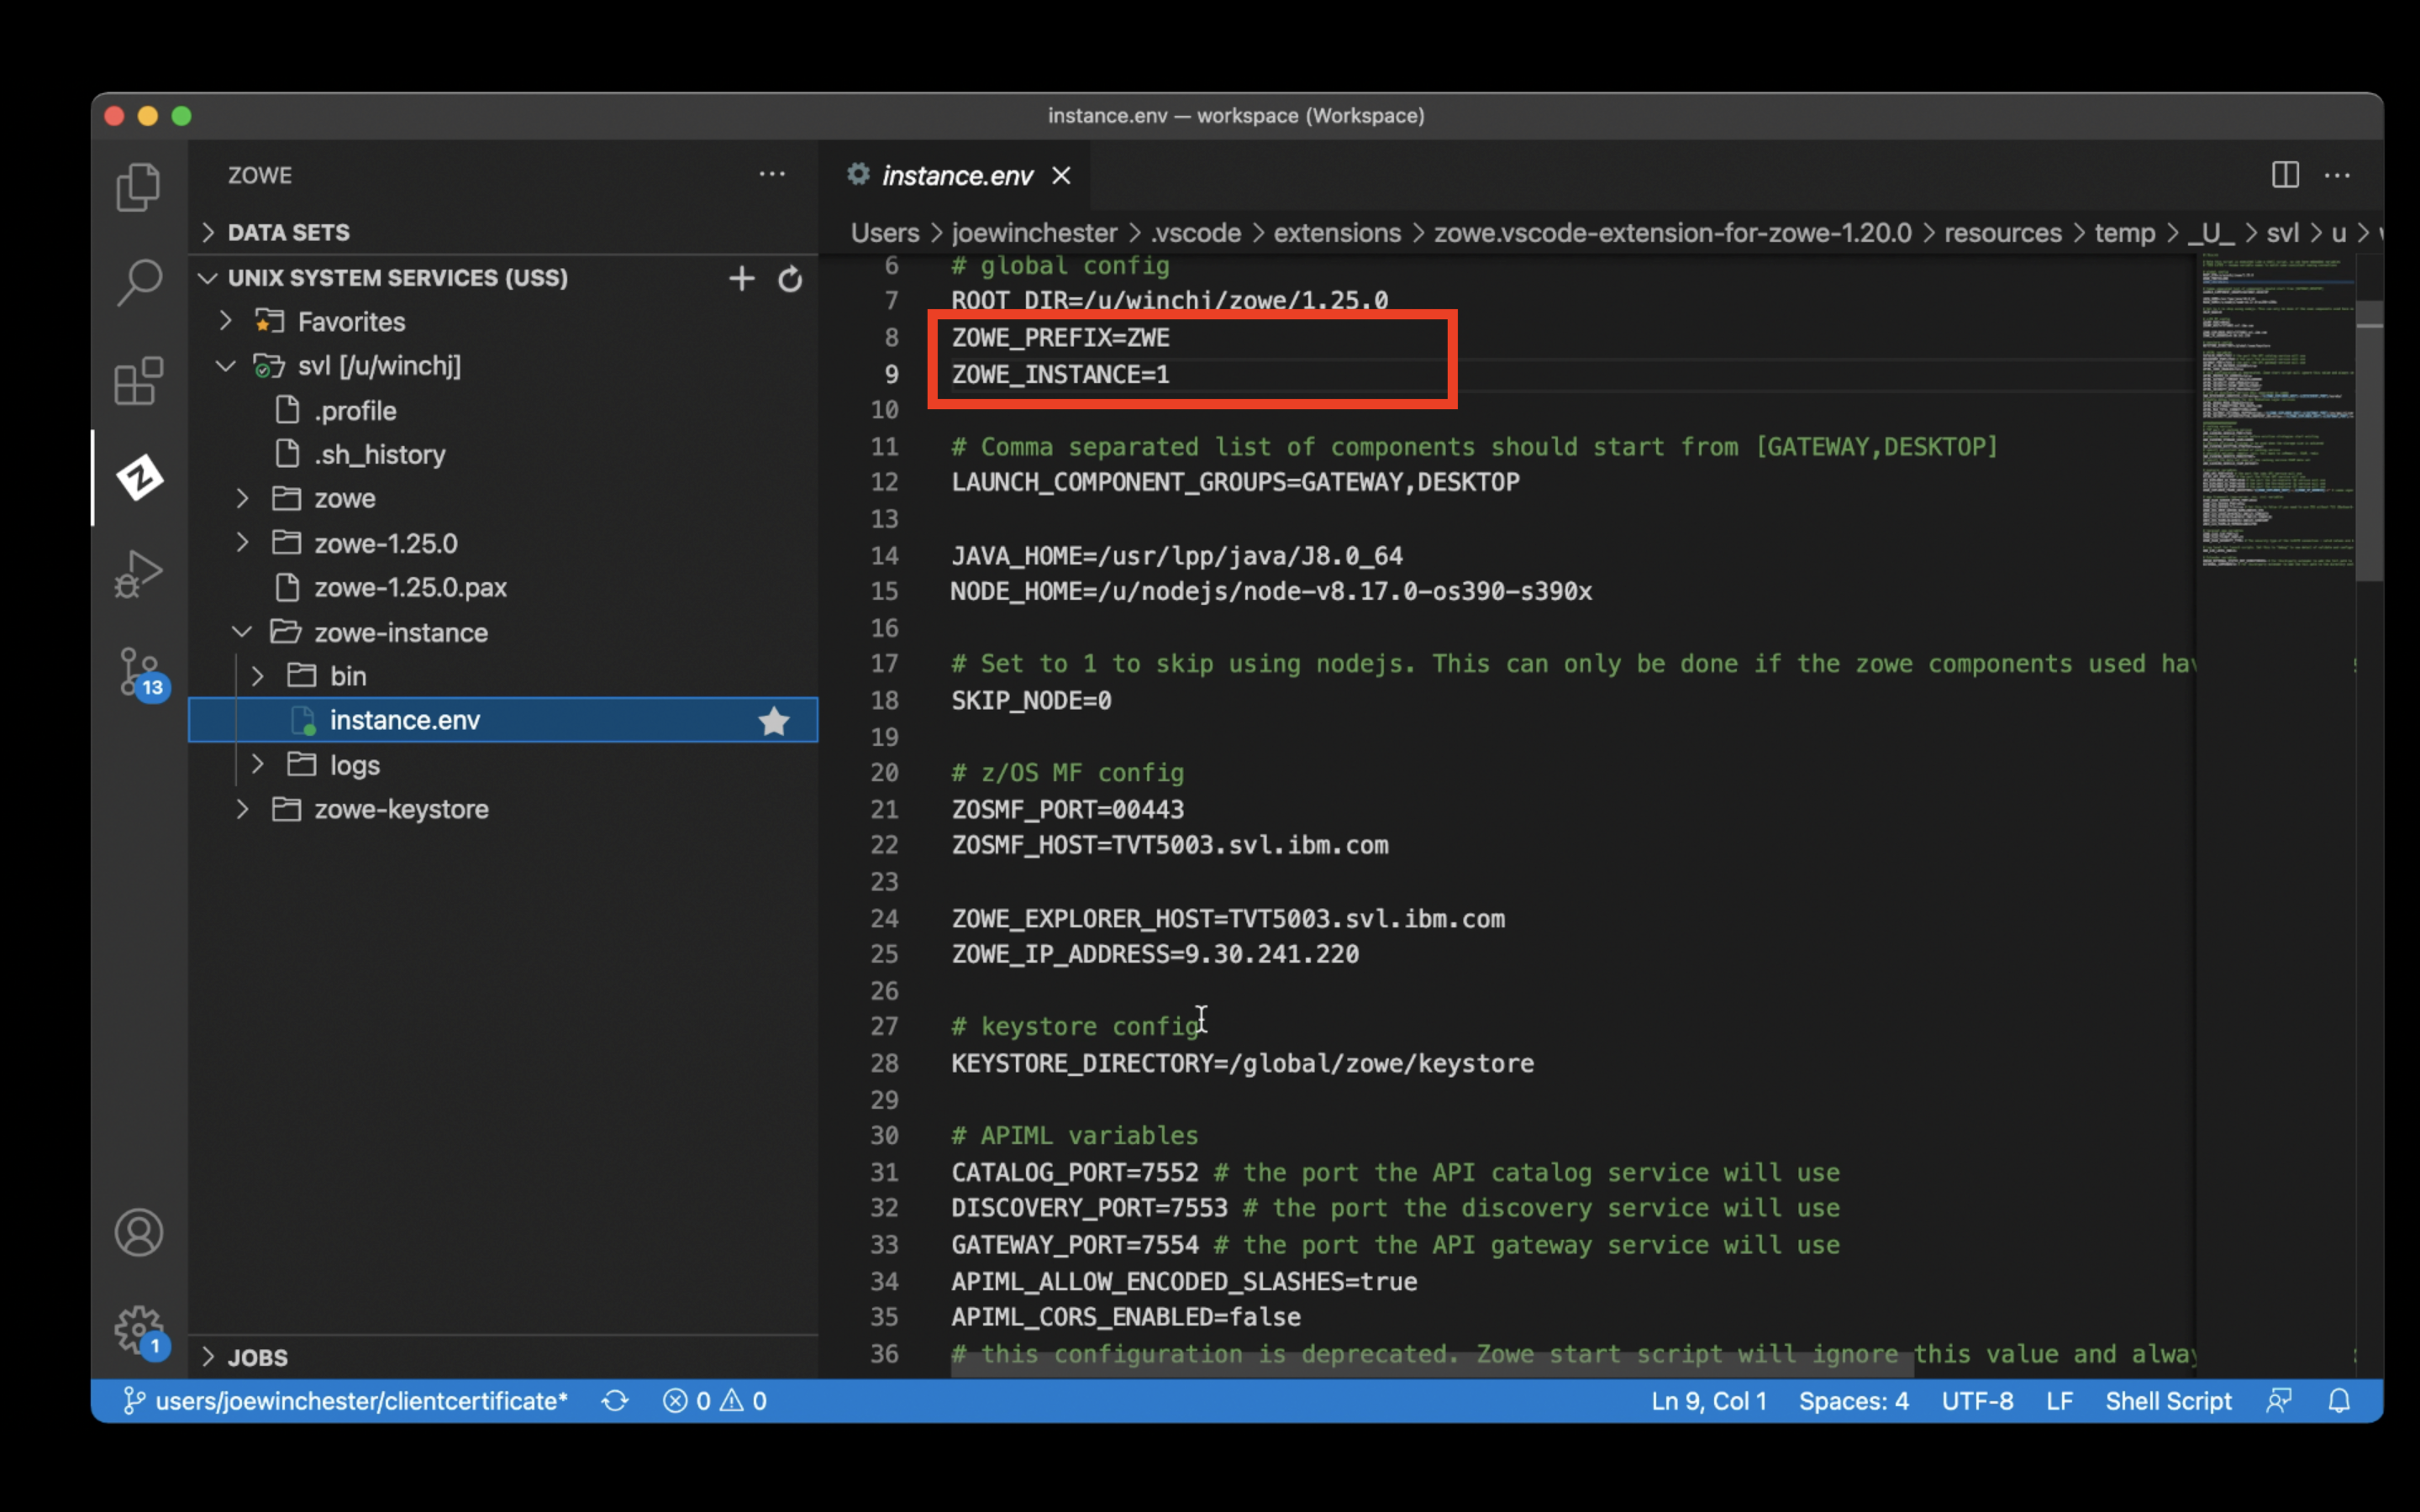 instance.env — workspace (Workspace)
ZOWE
DATA SETS
UNIX SYSTEM SERVICES (USS)
Favorites
svl [/u/winchj]
.profile
.sh_history
zowe
zowe-1.25.0
zowe-1.25.0.pax
zowe-instance
bin
instance.env
logs
zowe-keystore
JOBS
13
1
instance.env
Users > joewinchester > .vscode > extensions > zowe.vscode-extension-for-zowe-1.20.0 > resources > temp > _U_ > svl > u >
6 # global config
7 ROOT_DIR=/u/winchj/zowe/1.25.0
8 ZOWE_PREFIX=ZWE
9 ZOWE_INSTANCE=1
10
11 # Comma separated list of components should start from [GATEWAY,DESKTOP]
12 LAUNCH_COMPONENT_GROUPS=GATEWAY,DESKTOP
13
14 JAVA_HOME=/usr/lpp/java/J8.0_64
15 NODE_HOME=/u/nodejs/node-v8.17.0-os390-s390x
16
17 # Set to 1 to skip using nodejs. This can only be done if the zowe components used
18 SKIP_NODE=0
19
20 # z/OS MF config
21 ZOSMF_PORT=00443
22 ZOSMF_HOST=TVT5003.svl.ibm.com
23
24 ZOWE_EXPLORER_HOST=TVT5003.svl.ibm.com
25 ZOWE_IP_ADDRESS=9.30.241.220
26
27 # keystore config
28 KEYSTORE_DIRECTORY=/global/zowe/keystore
29
30 # APIML variables
31 CATALOG_PORT=7552 # the port the API catalog service will use
32 DISCOVERY_PORT=7553 # the port the discovery service will use
33 GATEWAY_PORT=7554 # the port the API gateway service will use
34 APIML_ALLOW_ENCODED_SLASHES=true
35 APIML_CORS_ENABLED=false
36 # this configuration is deprecated. Zowe start script will ignore this value and
users/joewinchester/clientcertificate* 0 0 Ln 9, Col 1 Spaces: 4 UTF-8 LF Shell Script